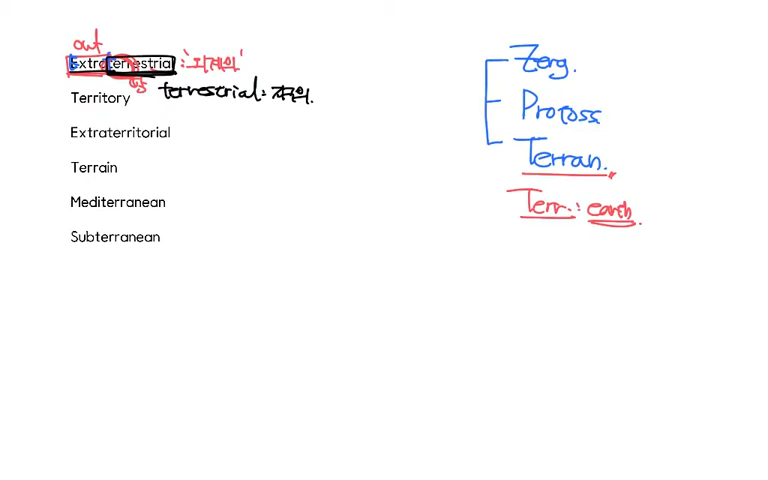 out
Extraterrestrial : '외계의'
땅
Territory
terrestrial : 지구의.
Extraterritorial
Terrain
Mediterranean
Subterranean
Zerg.
Protoss
Terran.
Terr : earth.